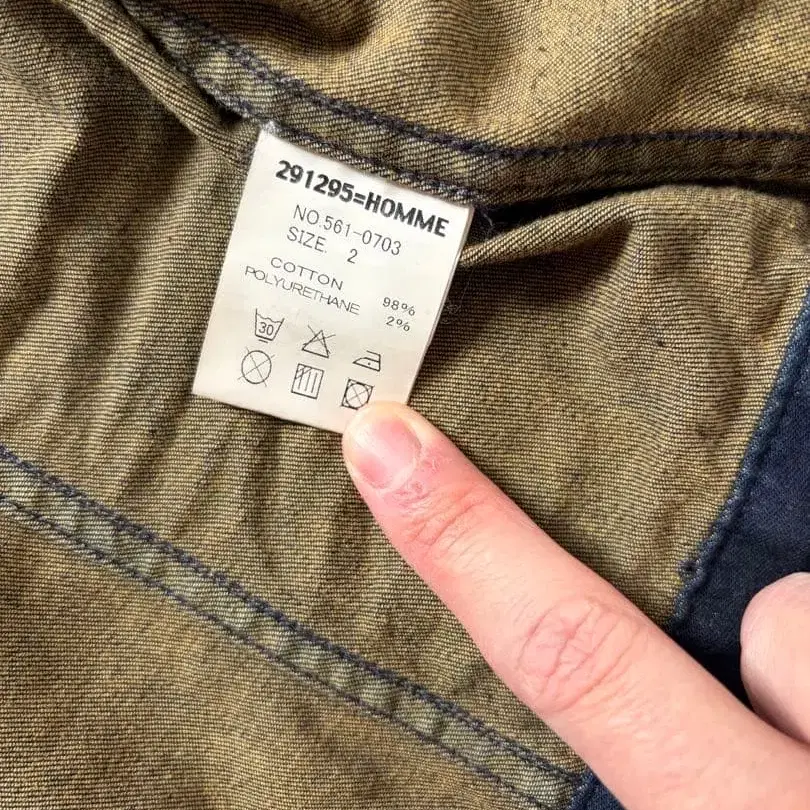 291295=HOMME
NO.561-0703
SIZE. 2
COTTON 98%
POLYURETHANE 2%
30